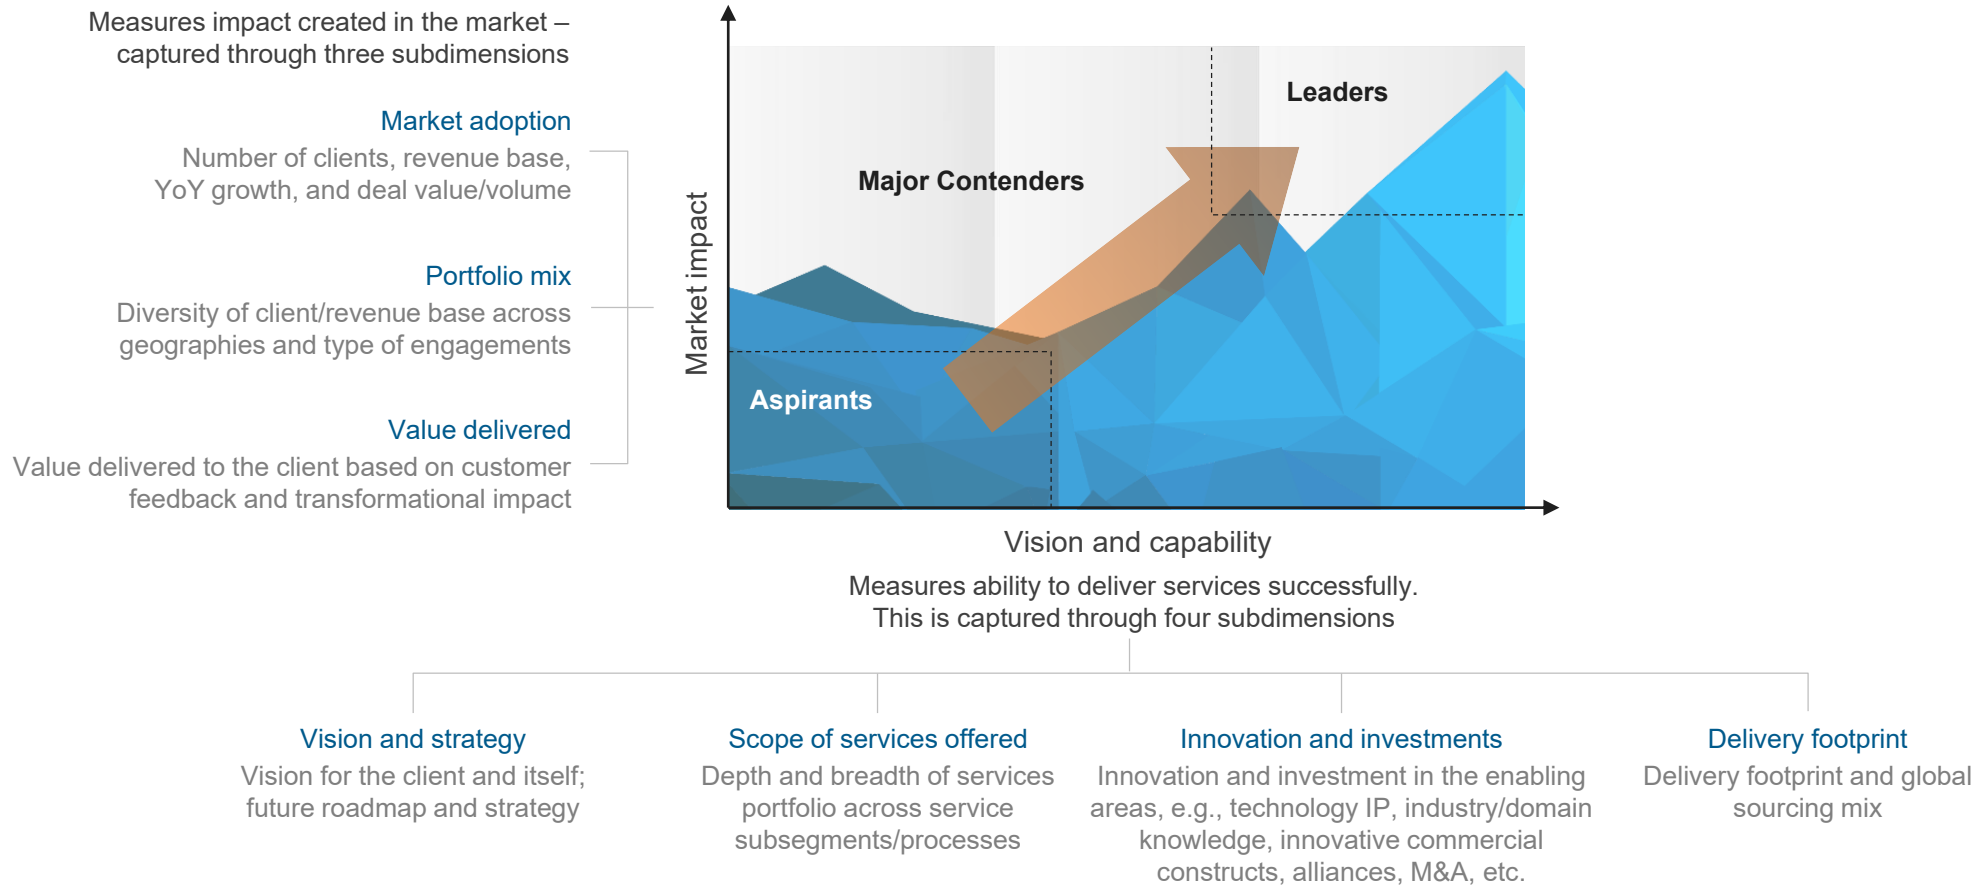 Measures impact created in the market –
captured through three subdimensions
Market adoption
Number of clients, revenue base,
YoY growth, and deal value/volume
Portfolio mix
Diversity of client/revenue base across
geographies and type of engagements
Value delivered
Value delivered to the client based on customer
feedback and transformational impact
Market impact
Leaders
Major Contenders
Aspirants
Vision and capability
Measures ability to deliver services successfully.
This is captured through four subdimensions
Vision and strategy
Vision for the client and itself;
future roadmap and strategy
Scope of services offered
Depth and breadth of services
portfolio across service
subsegments/processes
Innovation and investments
Innovation and investment in the enabling
areas, e.g., technology IP, industry/domain
knowledge, innovative commercial
constructs, alliances, M&A, etc.
Delivery footprint
Delivery footprint and global
sourcing mix